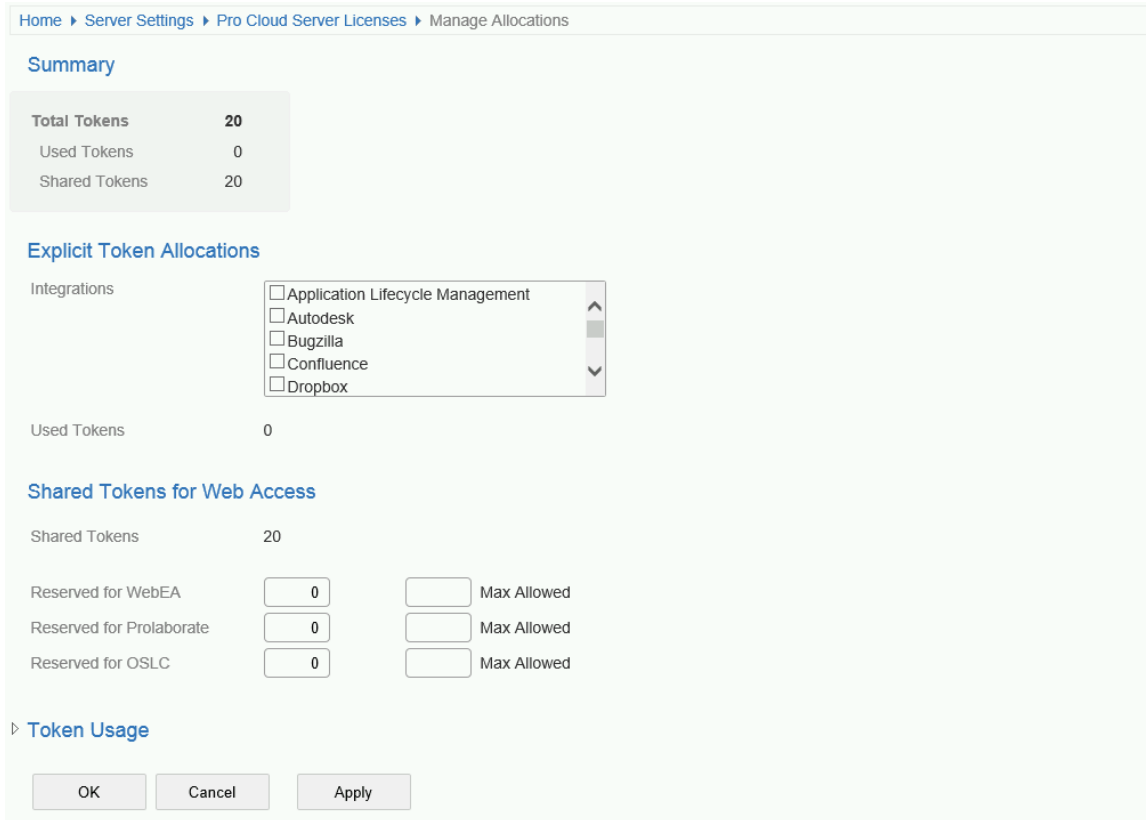 Home Server Settings Pro Cloud Server Licenses Manage Allocations
Summary
Total Tokens 20
Used Tokens 0
Shared Tokens 20
Explicit Token Allocations
Integrations
Application Lifecycle Management
Autodesk
Bugzilla
Confluence
Dropbox
Used Tokens 0
Shared Tokens for Web Access
Shared Tokens 20
Reserved for WebEA 0 Max Allowed
Reserved for Prolaborate 0 Max Allowed
Reserved for OSLC 0 Max Allowed
Token Usage
OK Cancel Apply